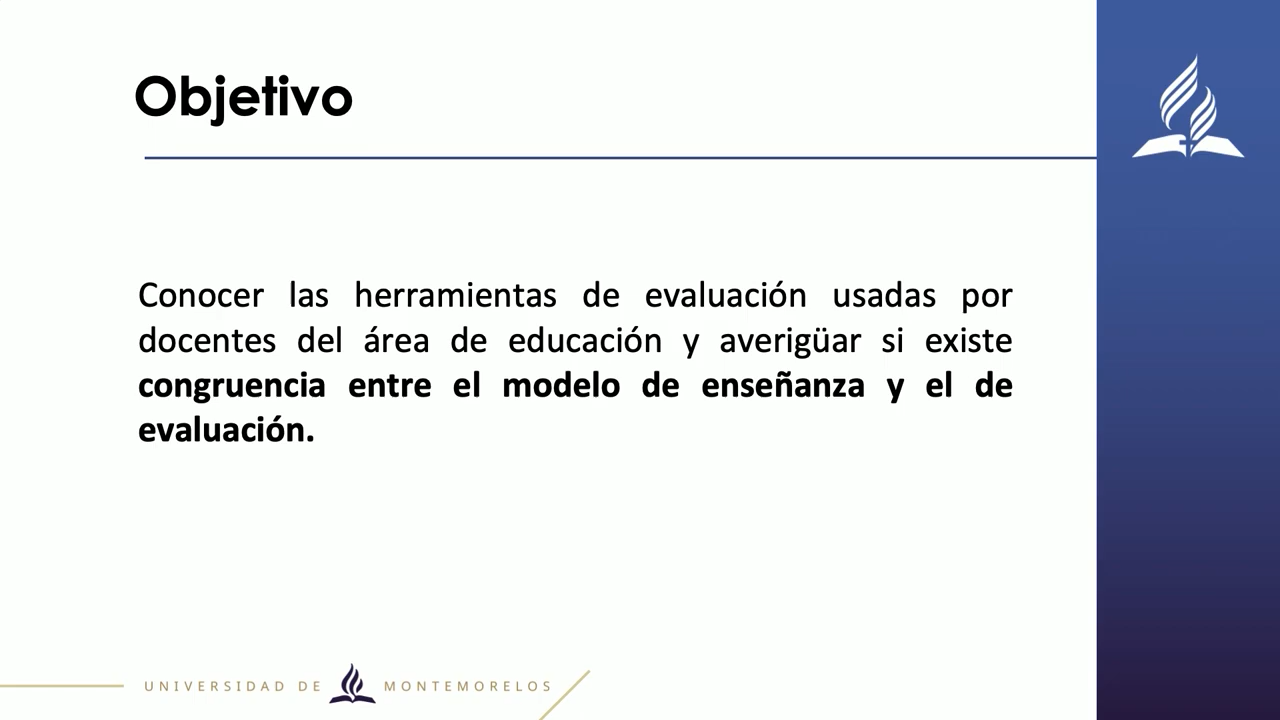 Objetivo
Conocer las herramientas de evaluación usadas por
docentes del área de educación y averigüar si existe
congruencia entre el modelo de enseñanza y el de
evaluación.
UNIVERSIDAD DE MONTEMORELOS